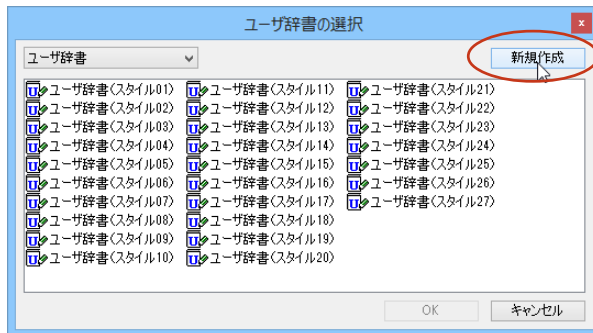 ユーザ辞書の選択
x
ユーザ辞書
新規作成
ユーザ辞書(スタイル01) ユーザ辞書(スタイル11) ユーザ辞書(スタイル21)
ユーザ辞書(スタイル02) ユーザ辞書(スタイル12) ユーザ辞書(スタイル22)
ユーザ辞書(スタイル03) ユーザ辞書(スタイル13) ユーザ辞書(スタイル23)
ユーザ辞書(スタイル04) ユーザ辞書(スタイル14) ユーザ辞書(スタイル24)
ユーザ辞書(スタイル05) ユーザ辞書(スタイル15) ユーザ辞書(スタイル25)
ユーザ辞書(スタイル06) ユーザ辞書(スタイル16) ユーザ辞書(スタイル26)
ユーザ辞書(スタイル07) ユーザ辞書(スタイル17) ユーザ辞書(スタイル27)
ユーザ辞書(スタイル08) ユーザ辞書(スタイル18)
ユーザ辞書(スタイル09) ユーザ辞書(スタイル19)
ユーザ辞書(スタイル10) ユーザ辞書(スタイル20)
OK キャンセル